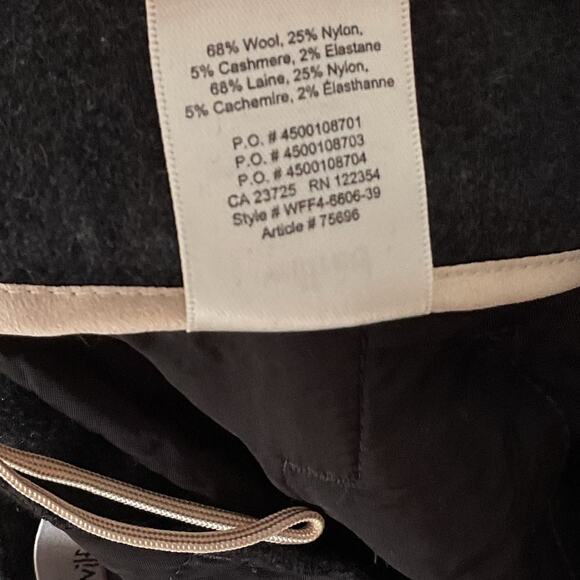 68% Wool, 25% Nylon,
5% Cashmere, 2% Elastane
68% Laine, 25% Nylon,
5% Cachemire, 2% Élasthanne
P.O. # 4500108701
P.O. # 4500108703
P.O. # 4500108704
CA 23725 RN 122354
Style # WFF4-6606-39
Article # 75696